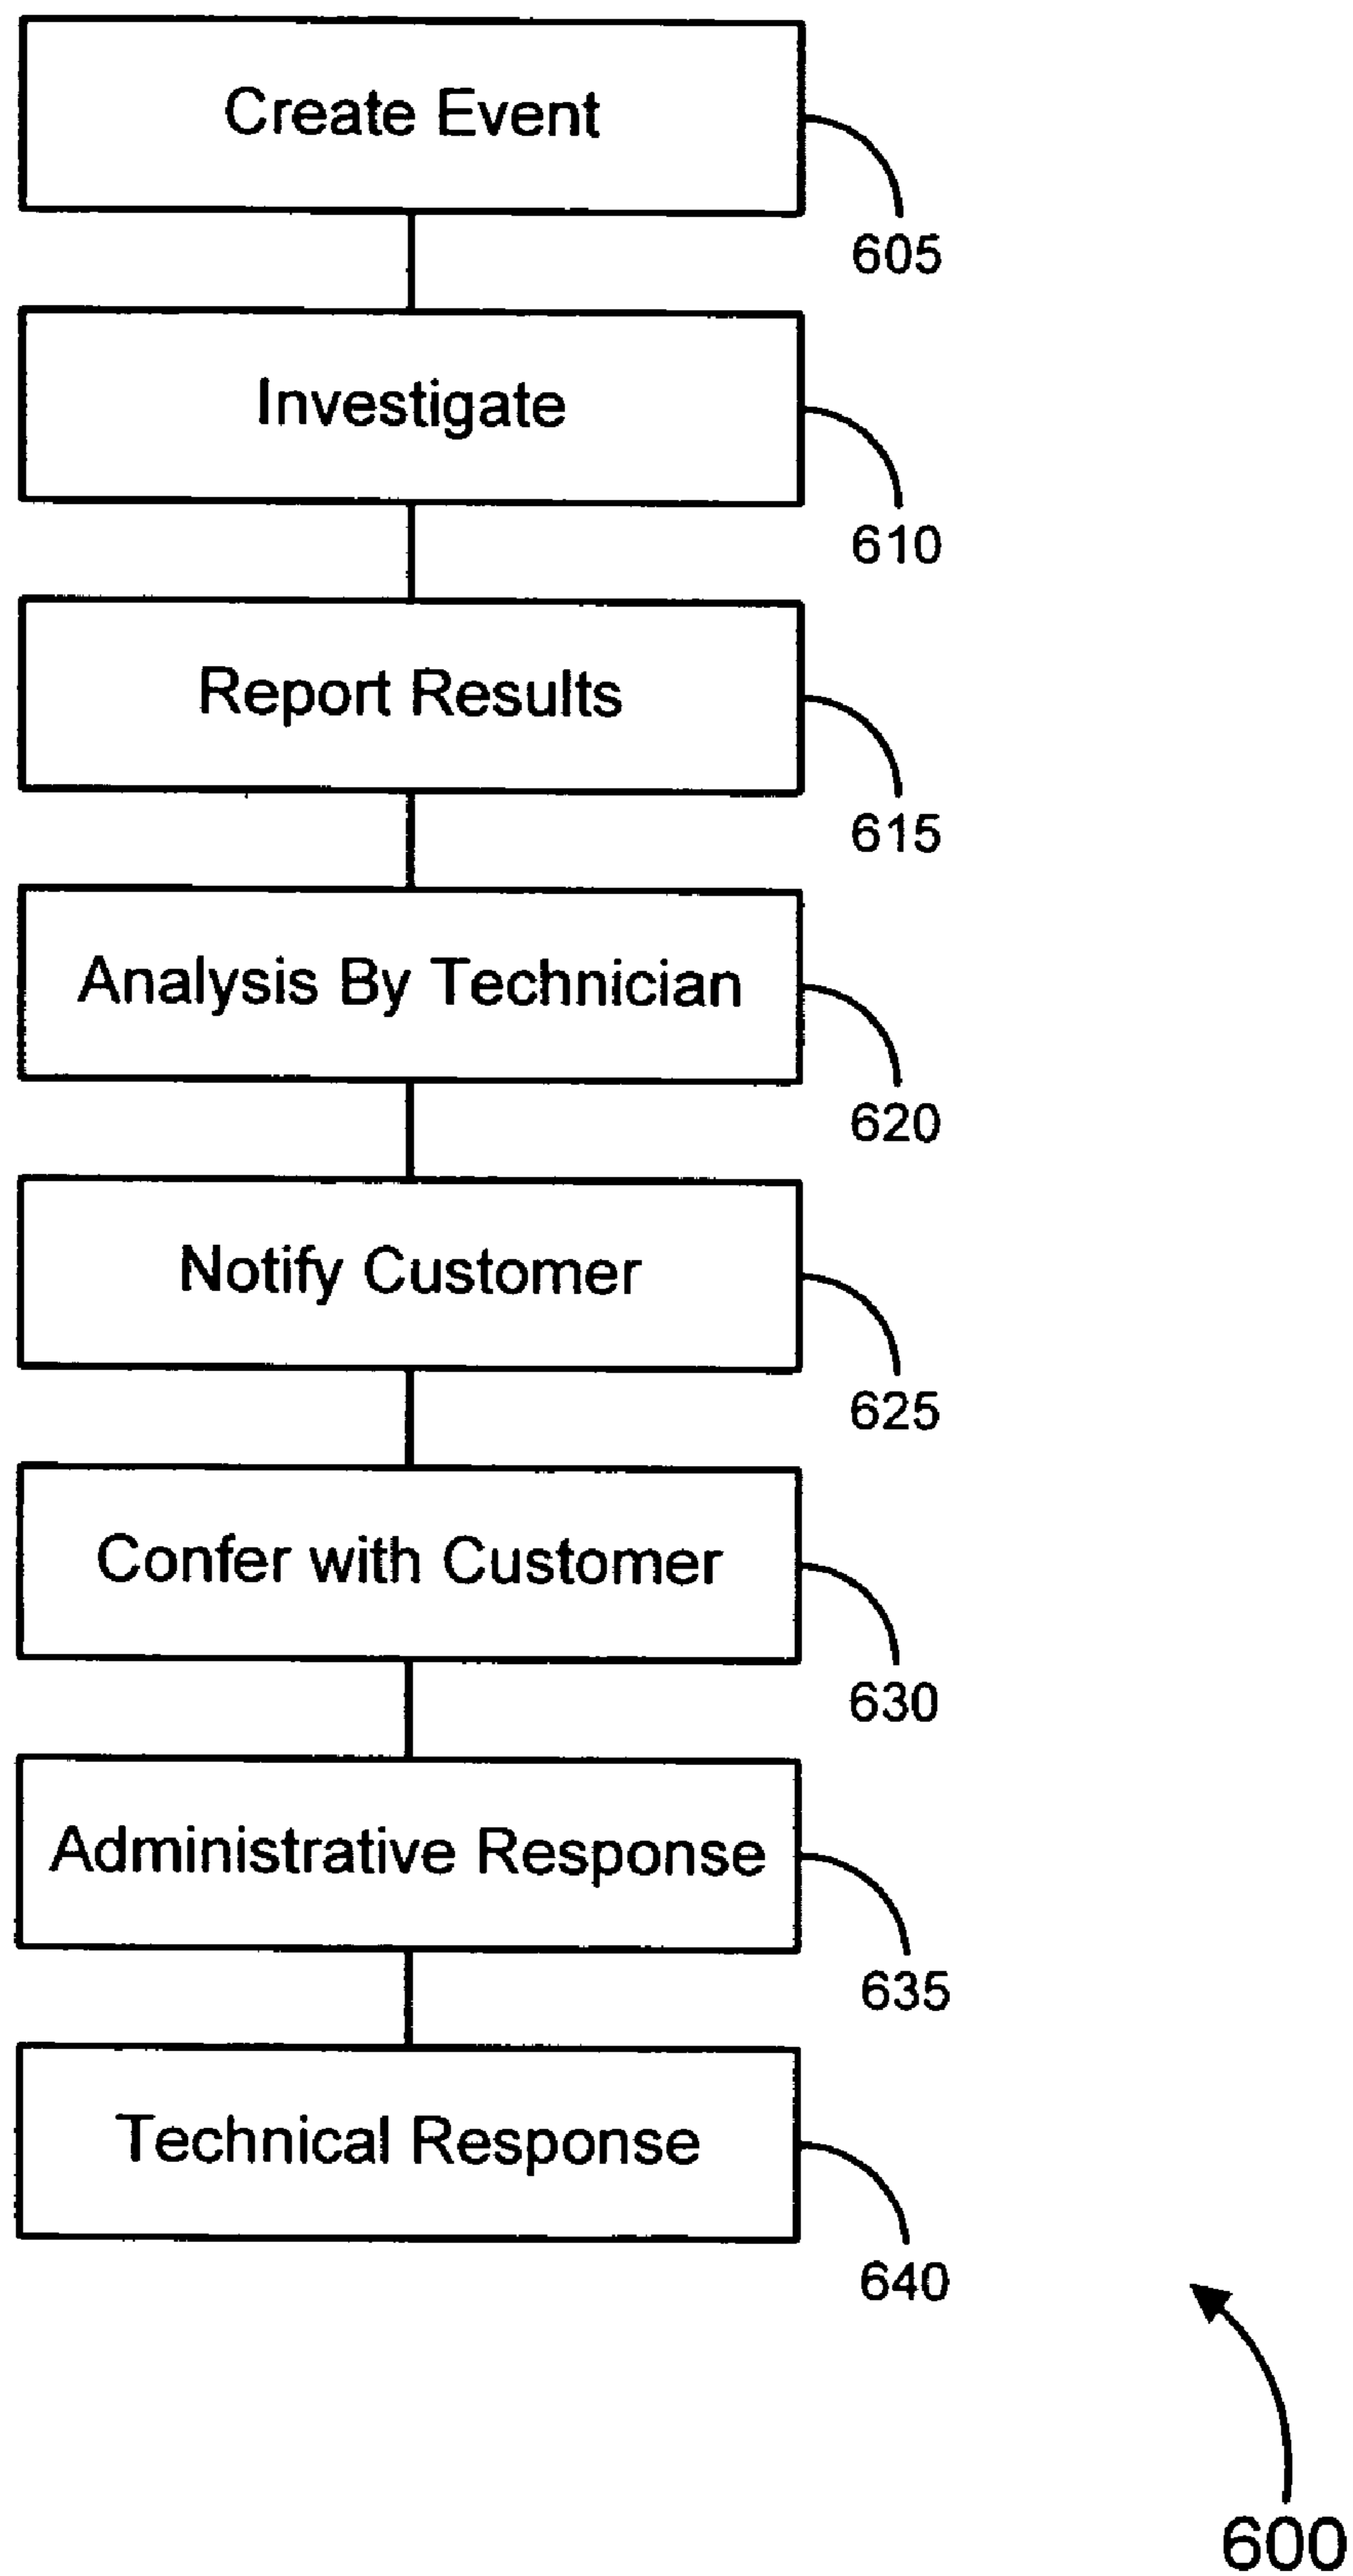 Create Event
605
Investigate
610
Report Results
615
Analysis By Technician
620
Notify Customer
625
Confer with Customer
630
Administrative Response
635
Technical Response
640
600